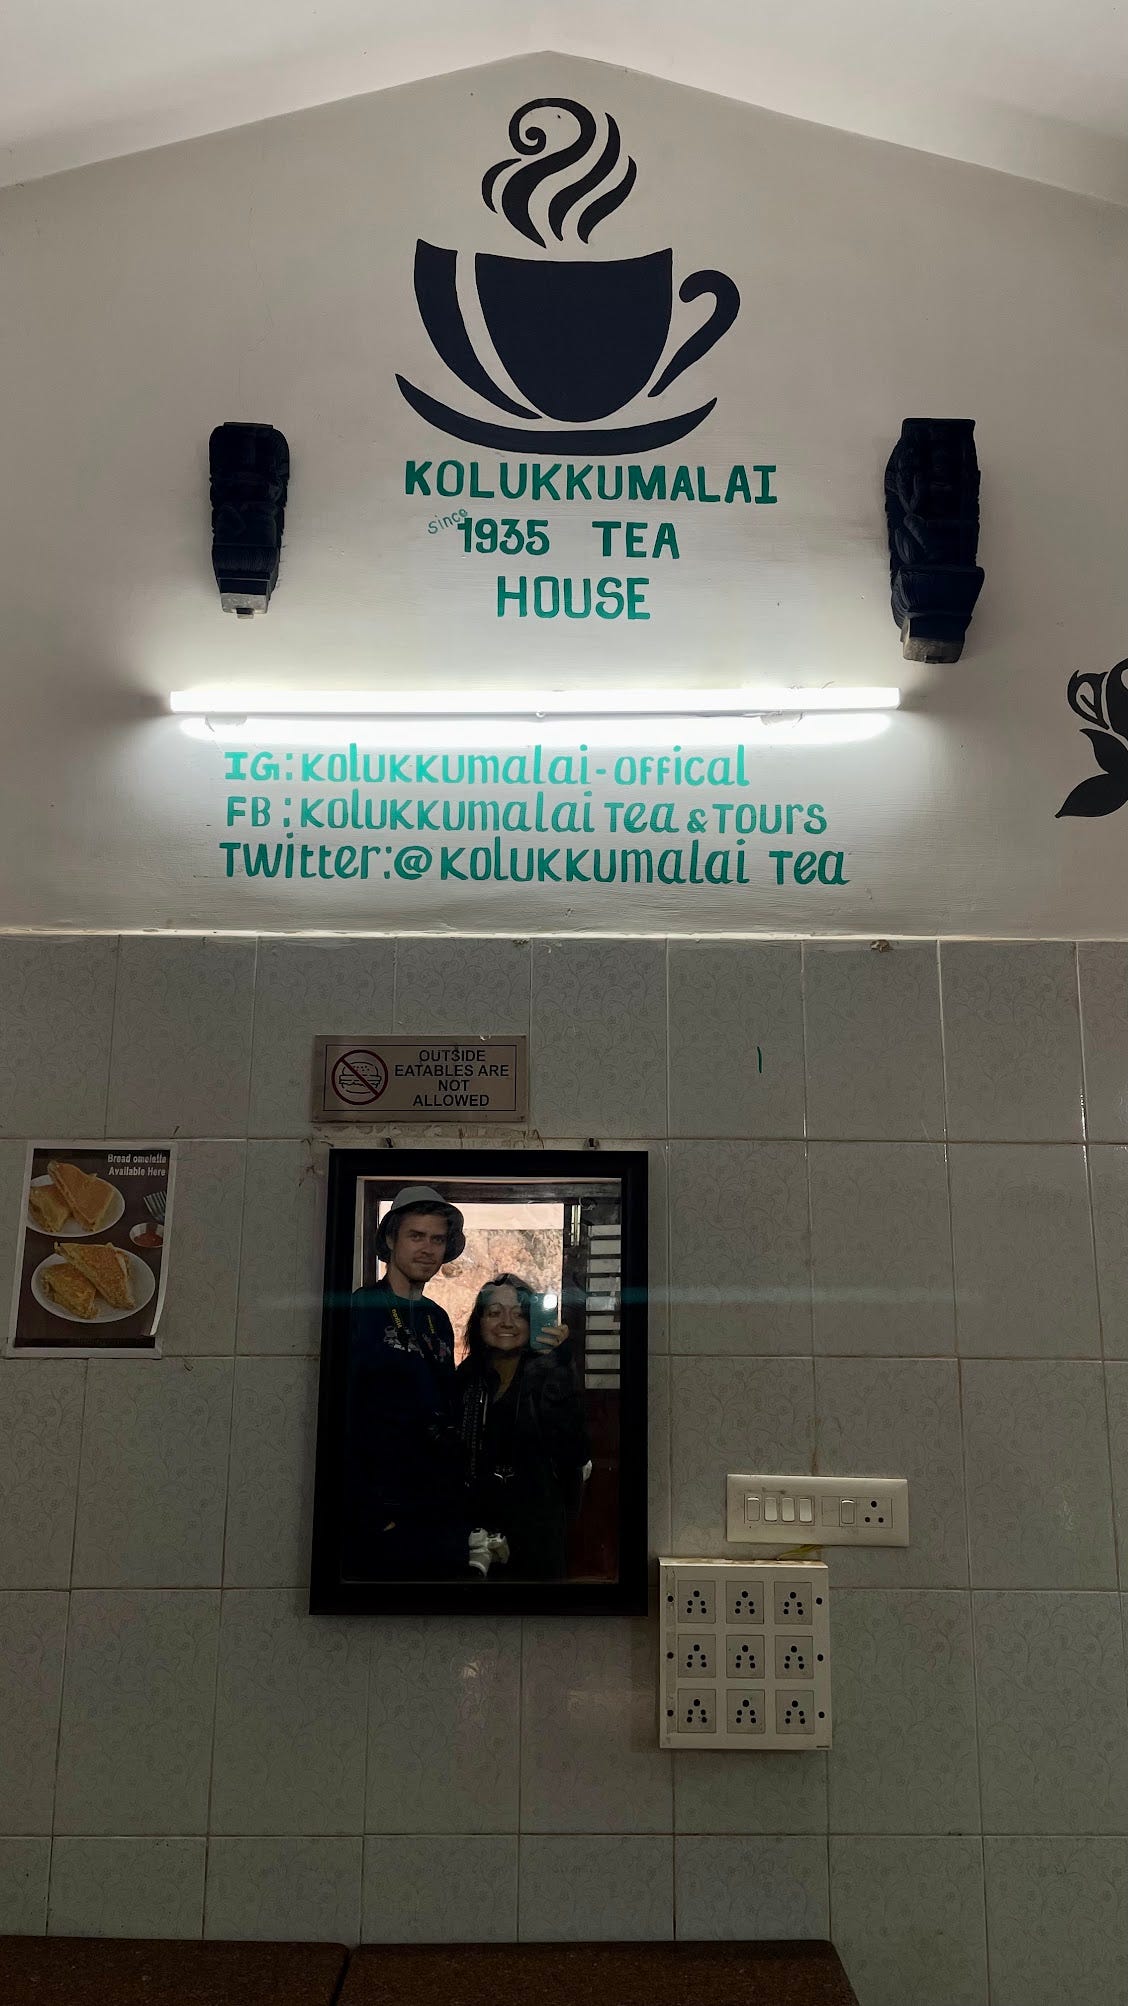 KOLUKKUMALAI
Since 1935 TEA
HOUSE
IG: KOLUKKUmalai-OFFical
FB: KOLUKKUmalai Tea & TOURS
TWitter:@KOLUKKUmalai Tea
OUTSIDE
EATABLES ARE
NOT
ALLOWED
Bread omelette
Available Here